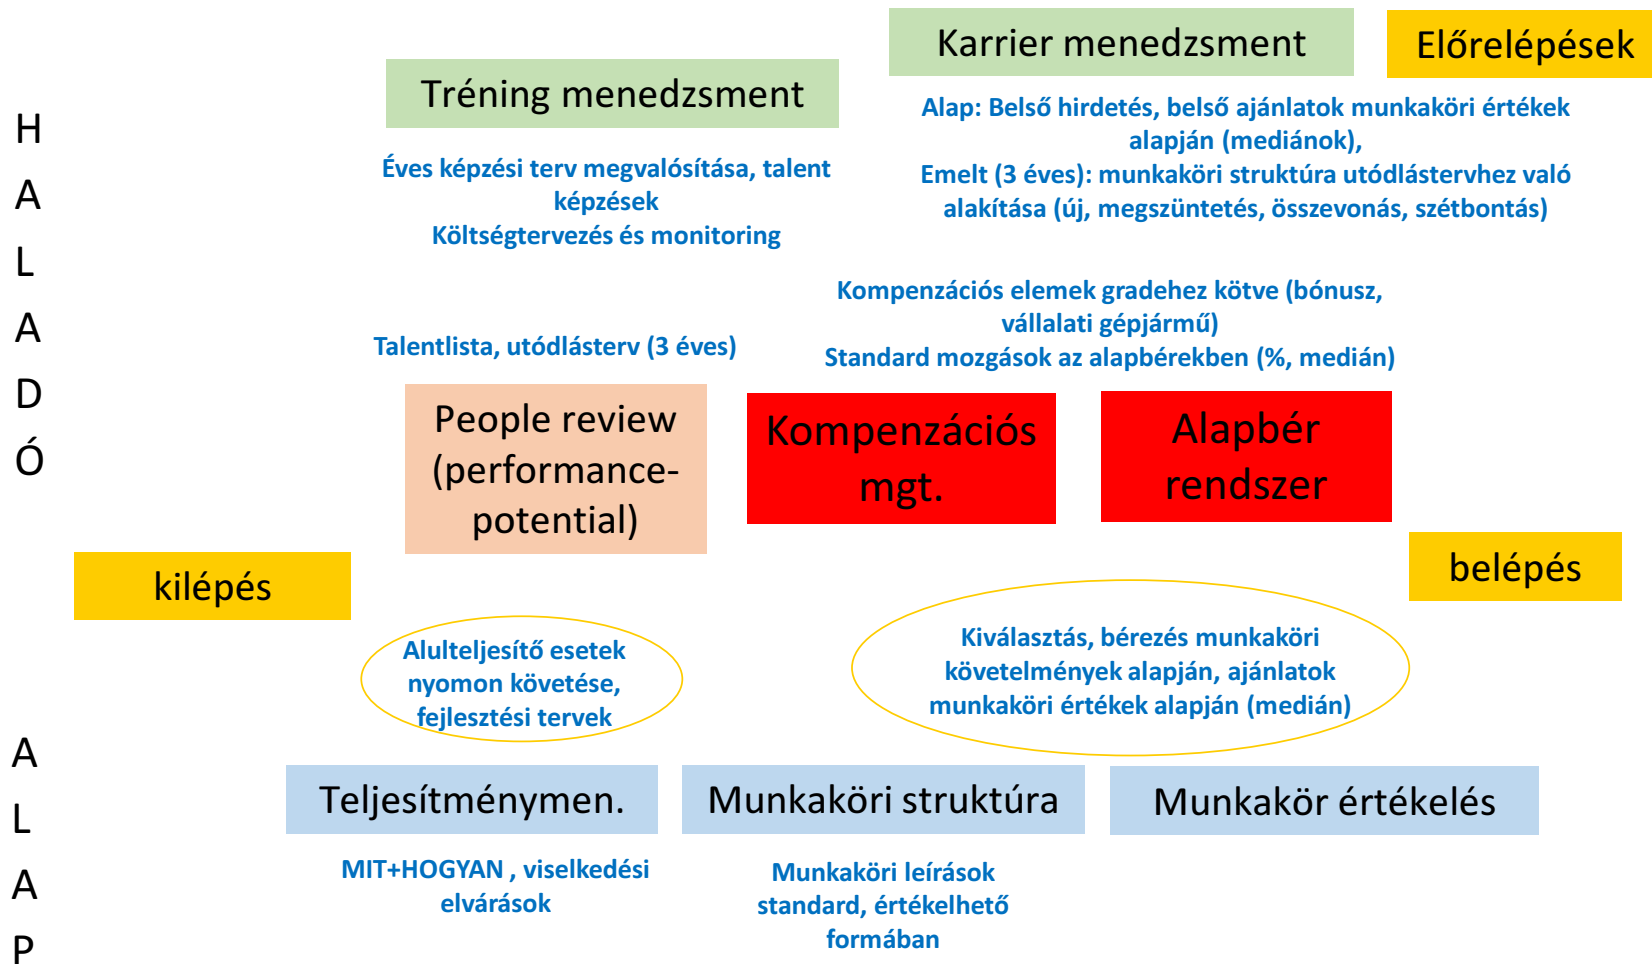 Karrier menedzsment
Előrelépések
Tréning menedzsment
H
A
L
A
D
Ó
Alap: Belső hirdetés, belső ajánlatok munkaköri értékek
alapján (mediánok),
Emelt (3 éves): munkaköri struktúra utódlástervhez való
alakítása (új, megszüntetés, összevonás, szétbontás)
Éves képzési terv megvalósítása, talent
képzések
Költségtervezés és monitoring
Kompenzációs elemek gradehez kötve (bónusz,
vállalati gépjármű)
Standard mozgások az alapbérekben (%, medián)
Talentlista, utódlásterv (3 éves)
People review
(performance-
potential)
Kompenzációs
mgt.
Alapbér
rendszer
kilépés
belépés
Alulteljesítő esetek
nyomon követése,
fejlesztési tervek
Kiválasztás, bérezés munkaköri
követelmények alapján, ajánlatok
munkaköri értékek alapján (medián)
A
L
A
P
Teljesítménymen.
Munkaköri struktúra
Munkakör értékelés
MIT+HOGYAN , viselkedési
elvárások
Munkaköri leírások
standard, értékelhető
formában